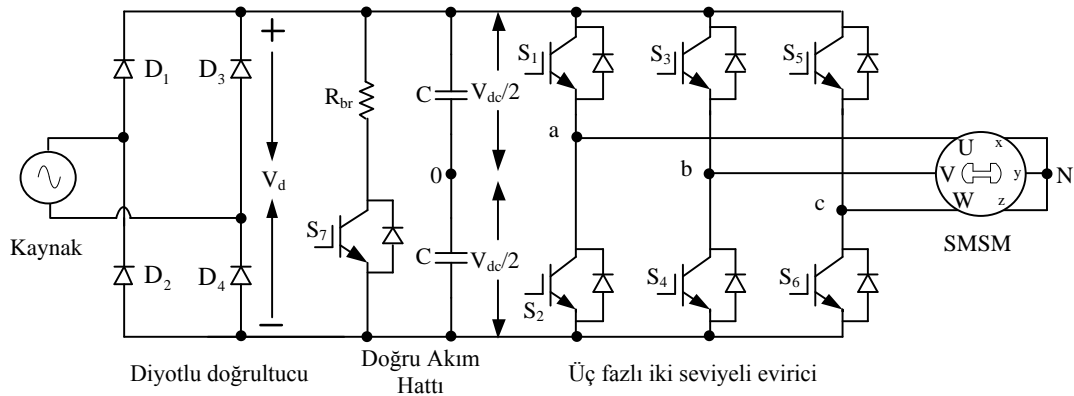 D1
D3
D2
D4
Kaynak
+
Vd
−
Rbr
S7
C
Vdc/2
0
C
Vdc/2
S1
S3
S5
a
b
c
S2
S4
S6
U
V
W
x
y
z
N
SMSM
Diyotlu doğrultucu
Doğru Akım
Hattı
Üç fazlı iki seviyeli evirici